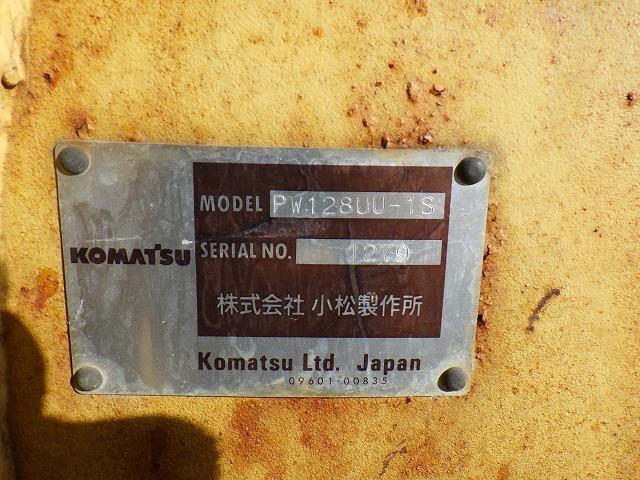 MODEL PW128UU-1S
KOMATSU
SERIAL NO. 1279
株式会社 小松製作所
Komatsu Ltd. Japan
09601-00835